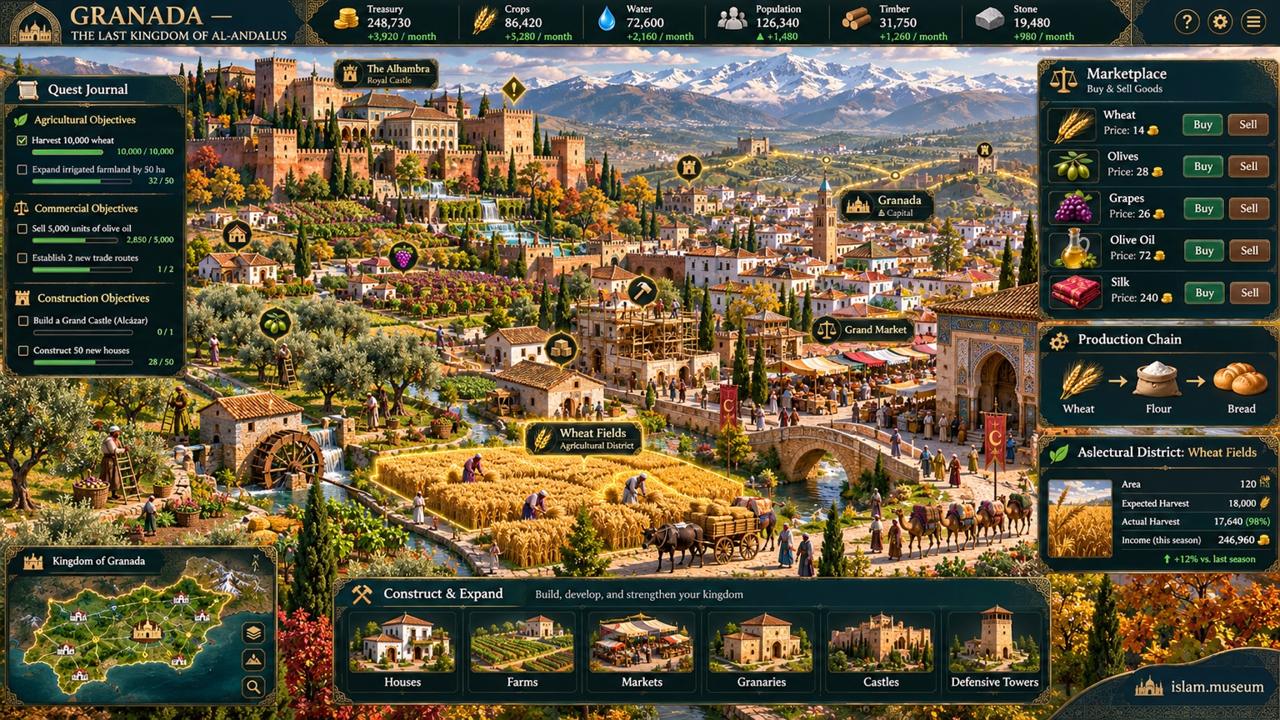 GRANADA —
THE LAST KINGDOM OF AL-ANDALUS
Treasury
248,730
+3,920 / month
Crops
86,420
+5,280 / month
Water
72,600
+2,160 / month
Population
126,340
▲ +1,480
Timber
31,750
+1,260 / month
Stone
19,480
+980 / month
?
Quest Journal
Agricultural Objectives
Harvest 10,000 wheat
10,000 / 10,000
Expand irrigated farmland by 50 ha
32 / 50
Commercial Objectives
Sell 5,000 units of olive oil
2,850 / 5,000
Establish 2 new trade routes
1 / 2
Construction Objectives
Build a Grand Castle (Alcázar)
0 / 1
Construct 50 new houses
28 / 50
The Alhambra
Royal Castle
!
Granada
Capital
Grand Market
Wheat Fields
Agricultural District
Marketplace
Buy & Sell Goods
Wheat
Price: 14
Buy
Sell
Olives
Price: 28
Buy
Sell
Grapes
Price: 26
Buy
Sell
Olive Oil
Price: 72
Buy
Sell
Silk
Price: 240
Buy
Sell
Production Chain
Wheat
Flour
Bread
Aslectural District: Wheat Fields
Area
120
Expected Harvest
18,000
Actual Harvest
17,640 (98%)
Income (this season)
246,960
↑ +12% vs. last season
Kingdom of Granada
Construct & Expand
Build, develop, and strengthen your kingdom
Houses
Farms
Markets
Granaries
Castles
Defensive Towers
islam.museum